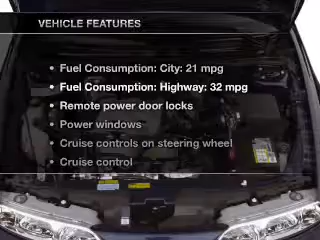 VEHICLE FEATURES
• Fuel Consumption: City: 21 mpg
• Fuel Consumption: Highway: 32 mpg
• Remote power door locks
• Power windows
• Cruise controls on steering wheel
• Cruise control